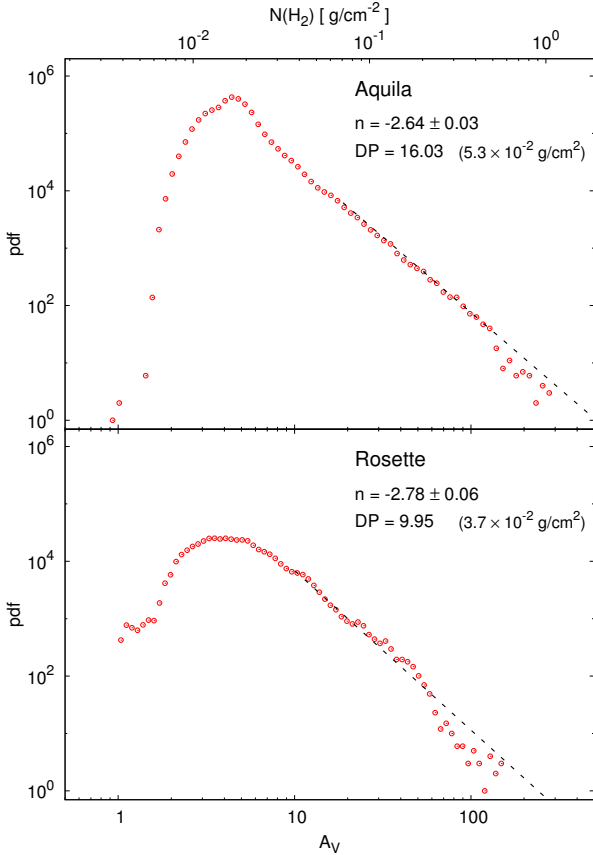 N(H₂) [ g/cm⁻²]
10⁻² 10⁻¹ 10⁰
10⁶
10⁴
10²
10⁰
pdf
Aquila
n = -2.64 ± 0.03
DP = 16.03 (5.3 × 10⁻² g/cm²)
10⁶
10⁴
10²
10⁰
pdf
Rosette
n = -2.78 ± 0.06
DP = 9.95 (3.7 × 10⁻² g/cm²)
1 10 100
A_V